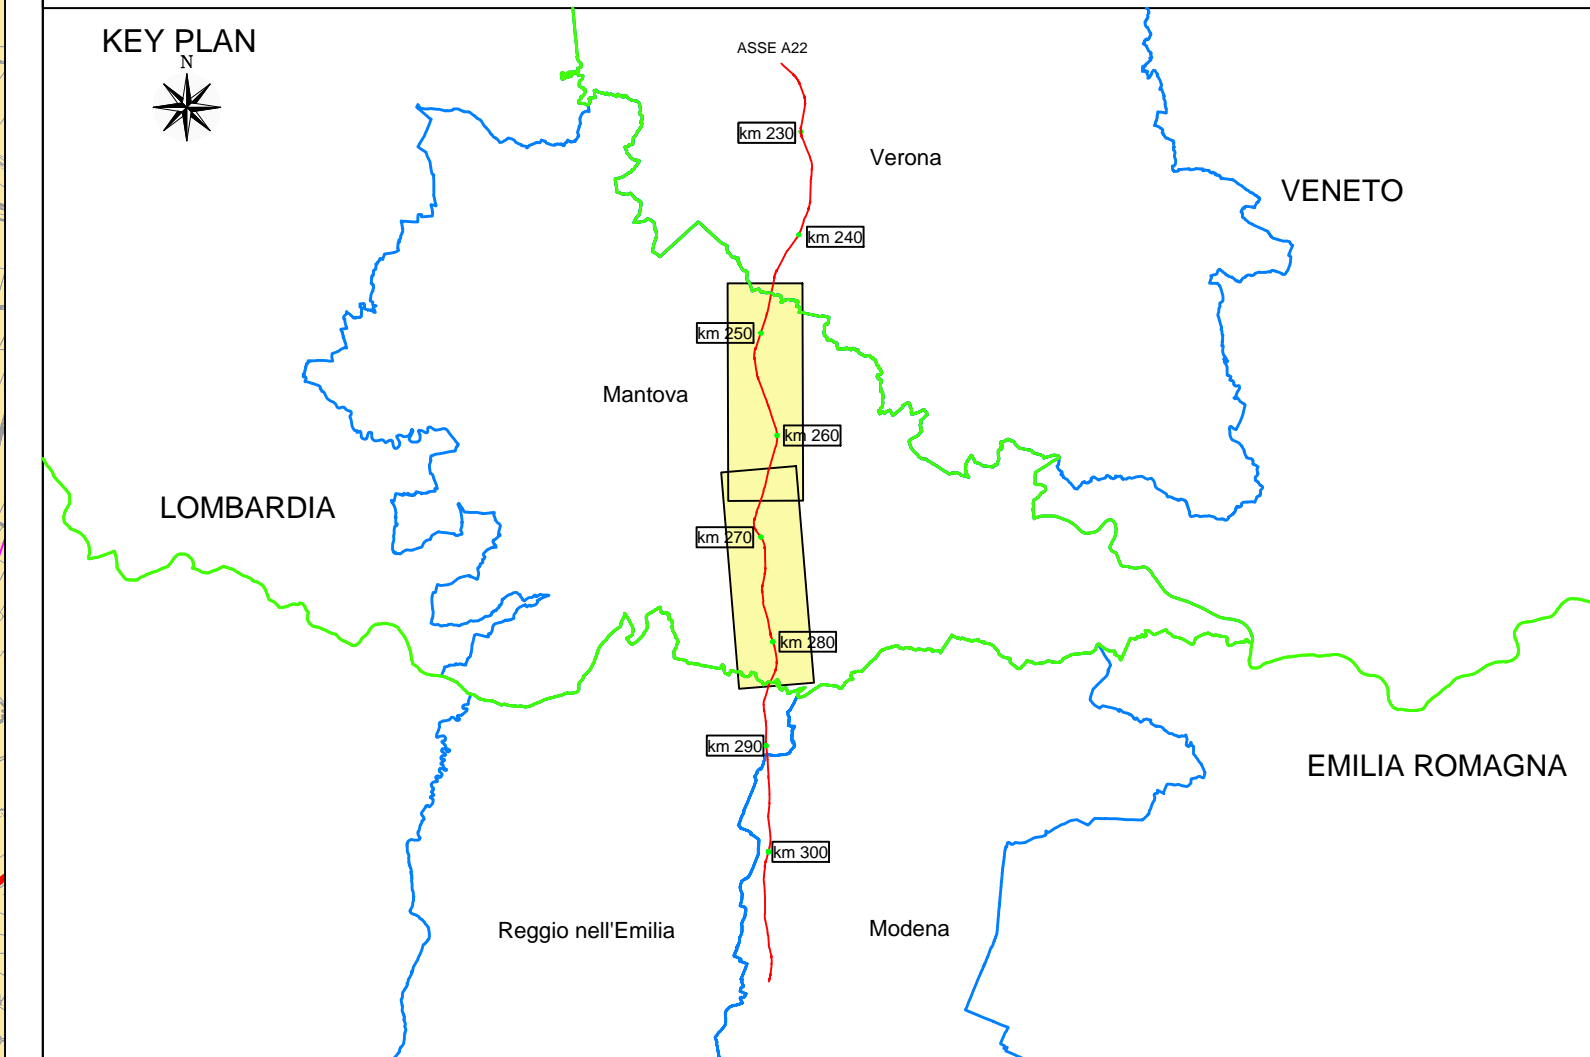 KEY PLAN
N
ASSE A22
km 230
Verona
VENETO
km 240
km 250
Mantova
km 260
LOMBARDIA
km 270
km 280
km 290
EMILIA ROMAGNA
km 300
Reggio nell'Emilia
Modena